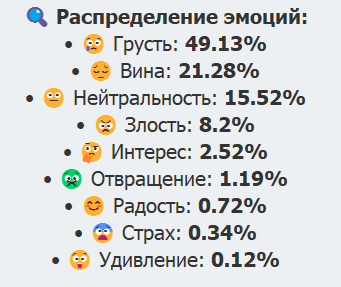 🔍 Распределение эмоций:
• 😢 Грусть: 49.13%
• 😔 Вина: 21.28%
• 😐 Нейтральность: 15.52%
• 😠 Злость: 8.2%
• 🤔 Интерес: 2.52%
• 🤢 Отвращение: 1.19%
• 😊 Радость: 0.72%
• 😱 Страх: 0.34%
• 😲 Удивление: 0.12%